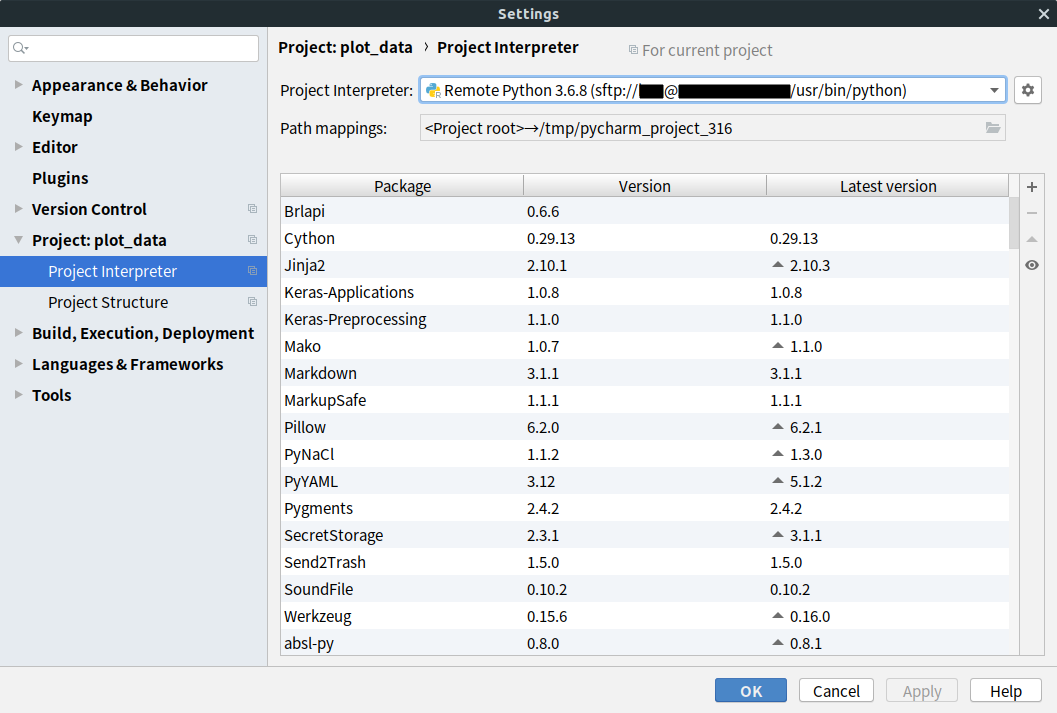 Settings
Project: plot_data › Project Interpreter For current project
Appearance & Behavior
Keymap
Editor
Plugins
Version Control
Project: plot_data
Project Interpreter
Project Structure
Build, Execution, Deployment
Languages & Frameworks
Tools
Project Interpreter: Remote Python 3.6.8 (sftp:// @ /usr/bin/python)
Path mappings: <Project root>→/tmp/pycharm_project_316
Package Version Latest version
Brlapi 0.6.6
Cython 0.29.13 0.29.13
Jinja2 2.10.1 2.10.3
Keras-Applications 1.0.8 1.0.8
Keras-Preprocessing 1.1.0 1.1.0
Mako 1.0.7 1.1.0
Markdown 3.1.1 3.1.1
MarkupSafe 1.1.1 1.1.1
Pillow 6.2.0 6.2.1
PyNaCl 1.1.2 1.3.0
PyYAML 3.12 5.1.2
Pygments 2.4.2 2.4.2
SecretStorage 2.3.1 3.1.1
Send2Trash 1.5.0 1.5.0
SoundFile 0.10.2 0.10.2
Werkzeug 0.15.6 0.16.0
absl-py 0.8.0 0.8.1
OK Cancel Apply Help